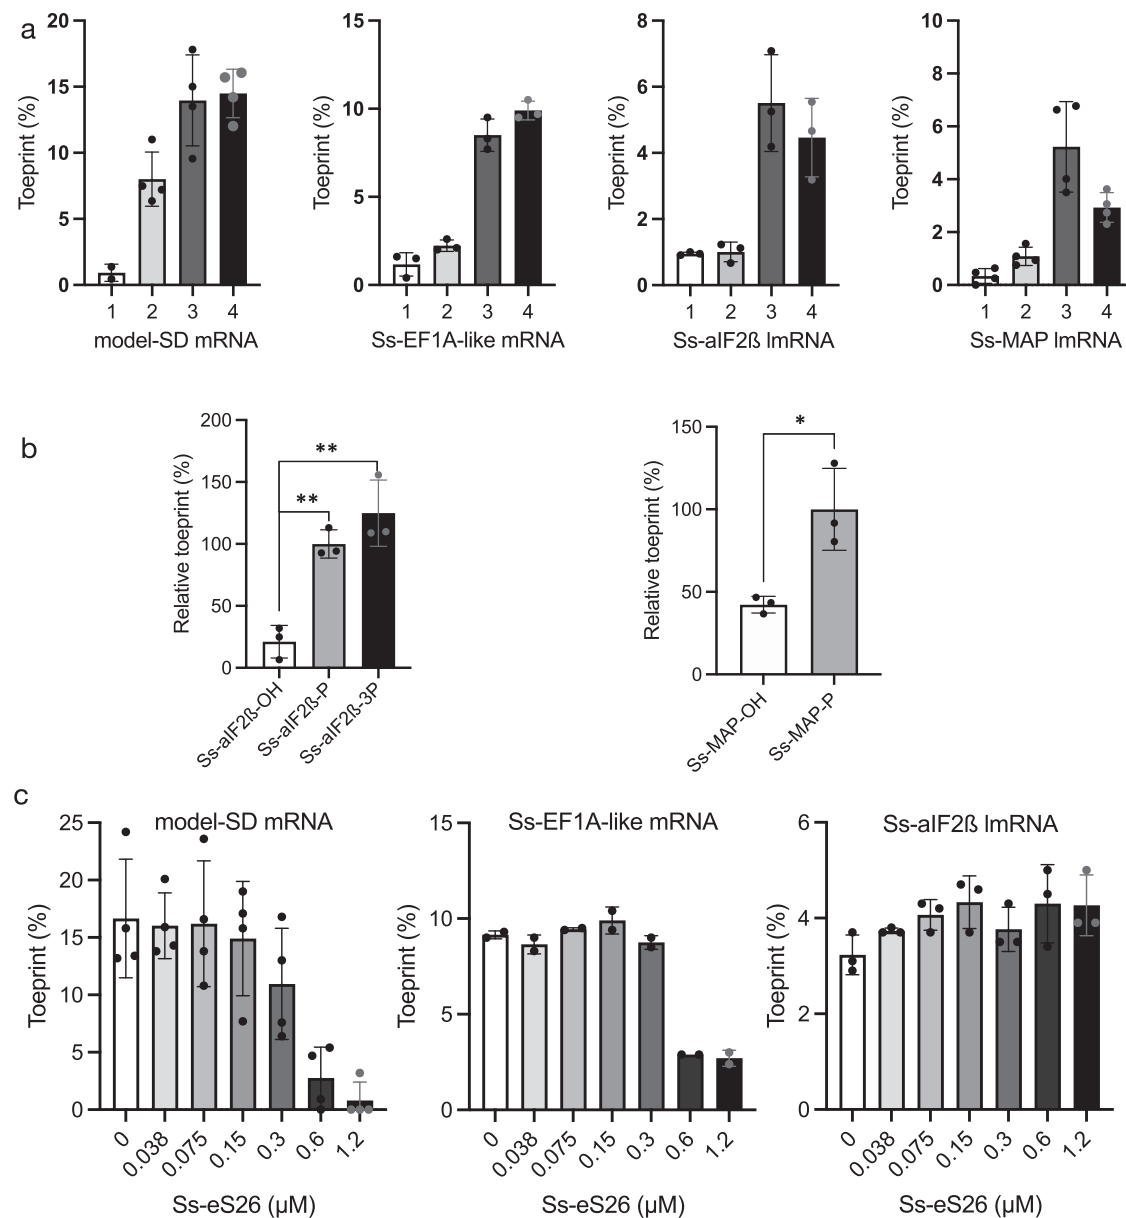 a
20
15
10
5
0
Toeprint (%)
1 2 3 4
model-SD mRNA
15
10
5
0
Toeprint (%)
1 2 3 4
Ss-EF1A-like mRNA
8
6
4
2
0
Toeprint (%)
1 2 3 4
Ss-aIF2ß lmRNA
10
8
6
4
2
0
Toeprint (%)
1 2 3 4
Ss-MAP lmRNA
b
200
150
100
50
0
Relative toeprint (%)
**
**
Ss-aIF2ß-OH
Ss-aIF2ß-P
Ss-aIF2ß-3P
150
100
50
0
Relative toeprint (%)
*
Ss-MAP-OH
Ss-MAP-P
c
model-SD mRNA
25
20
15
10
5
0
Toeprint (%)
0 0.038 0.075 0.15 0.3 0.6 1.2
Ss-eS26 (µM)
Ss-EF1A-like mRNA
15
10
5
0
Toeprint (%)
0 0.038 0.075 0.15 0.3 0.6 1.2
Ss-eS26 (µM)
Ss-aIF2ß lmRNA
6
4
2
0
Toeprint (%)
0 0.038 0.075 0.15 0.3 0.6 1.2
Ss-eS26 (µM)